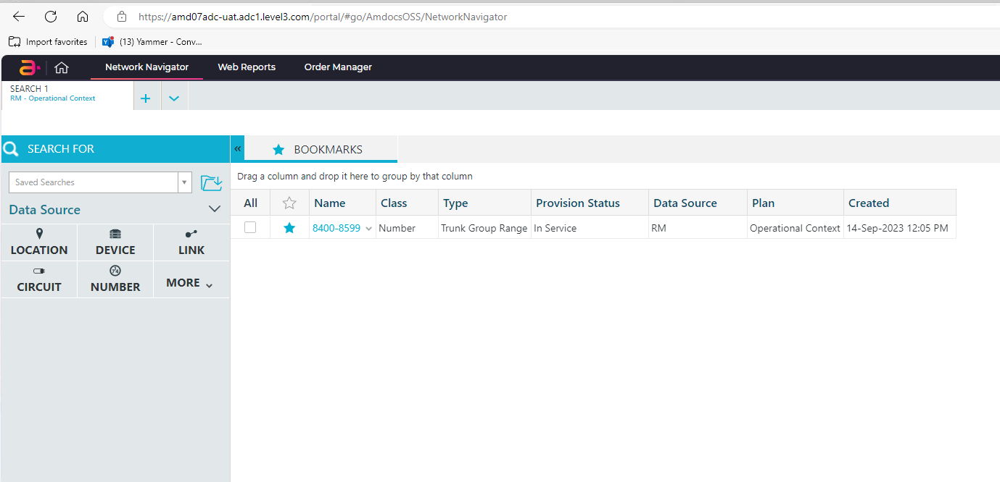 https://amd07adc-uat.adc1.level3.com/portal/#go/AmdocsOSS/NetworkNavigator
Import favorites (13) Yammer - Conv...
Network Navigator Web Reports Order Manager
SEARCH 1
RM - Operational Context
SEARCH FOR
Saved Searches
Data Source
LOCATION DEVICE LINK
CIRCUIT NUMBER MORE
« BOOKMARKS
Drag a column and drop it here to group by that column
All Name Class Type Provision Status Data Source Plan Created
8400-8599 Number Trunk Group Range In Service RM Operational Context 14-Sep-2023 12:05 PM